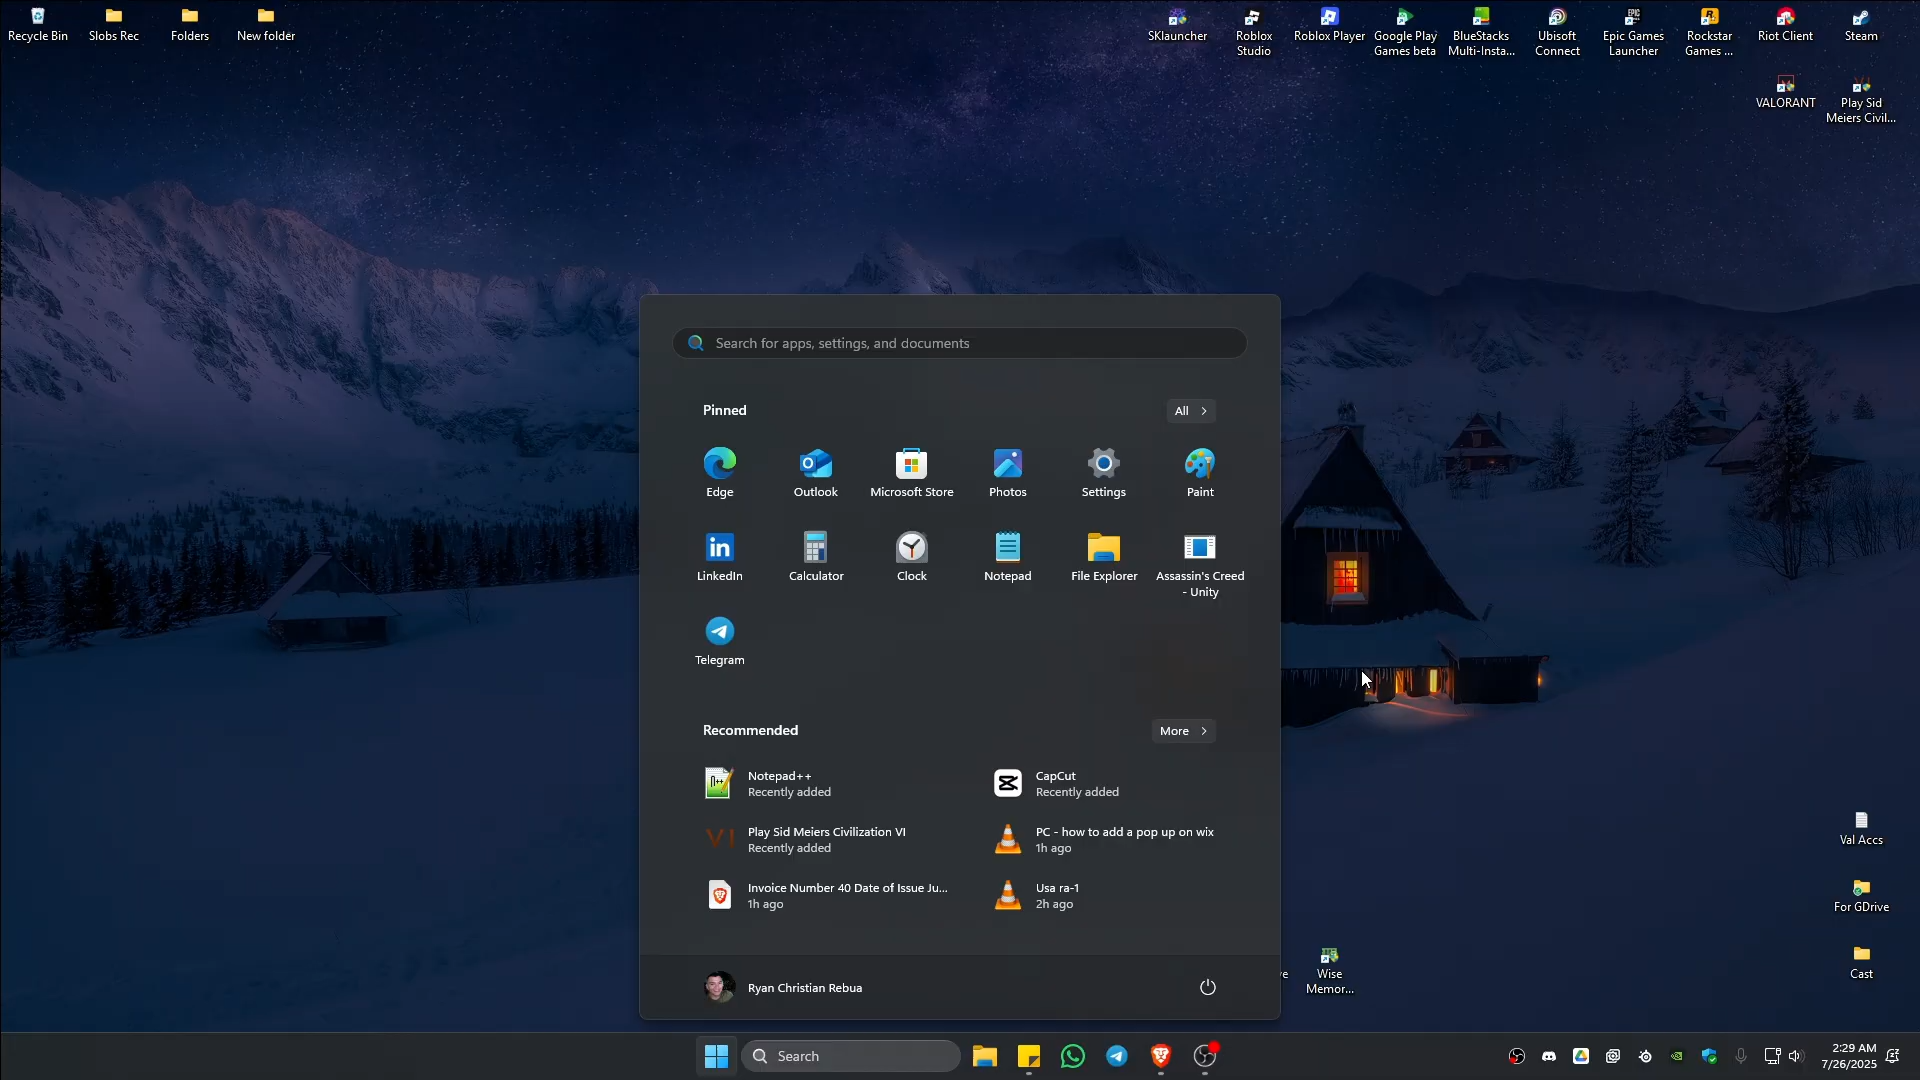 Recycle Bin
Slobs Rec
Folders
New folder
SKlauncher
Roblox
Studio
Roblox Player
Google Play
Games beta
BlueStacks
Multi-Insta...
Ubisoft
Connect
Epic Games
Launcher
Rockstar
Games ...
Riot Client
Steam
VALORANT
Play Sid
Meiers Civil...
Search for apps, settings, and documents
Pinned
All
Edge
Outlook
Microsoft Store
Photos
Settings
Paint
LinkedIn
Calculator
Clock
Notepad
File Explorer
Assassin's Creed
- Unity
Telegram
Recommended
More
Notepad++
Recently added
CapCut
Recently added
Play Sid Meiers Civilization VI
Recently added
PC - how to add a pop up on wix
1h ago
Invoice Number 40 Date of Issue Ju...
1h ago
Usa ra-1
2h ago
Ryan Christian Rebua
Val Accs
For GDrive
Cast
ve
Wise
Memor...
Search
2:29 AM
7/26/2025